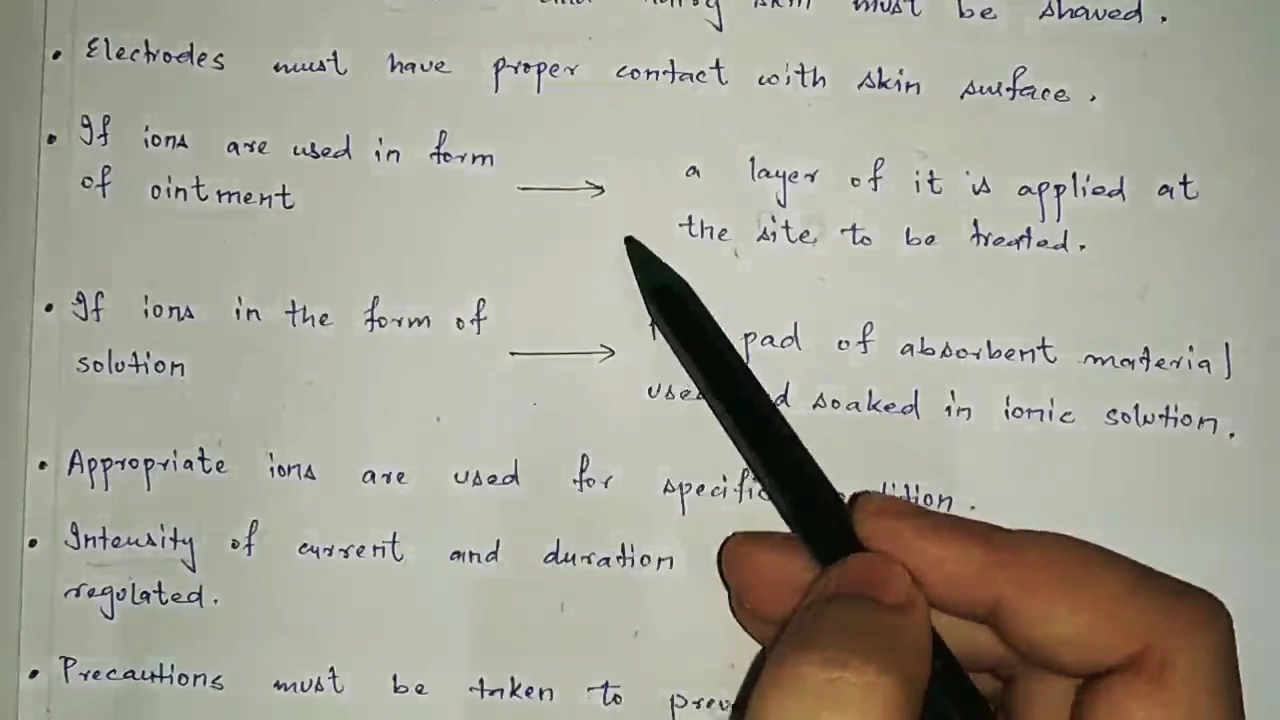 skin must be shaved.
• Electrodes must have proper contact with skin surface.
• If ions are used in form
of ointment → a layer of it is applied at
the site to be treated.
• If ions in the form of
solution → pad of absorbent material
soaked in ionic solution.
• Appropriate ions are used for
• Intensity of current and duration
regulated.
• Precautions must be taken to